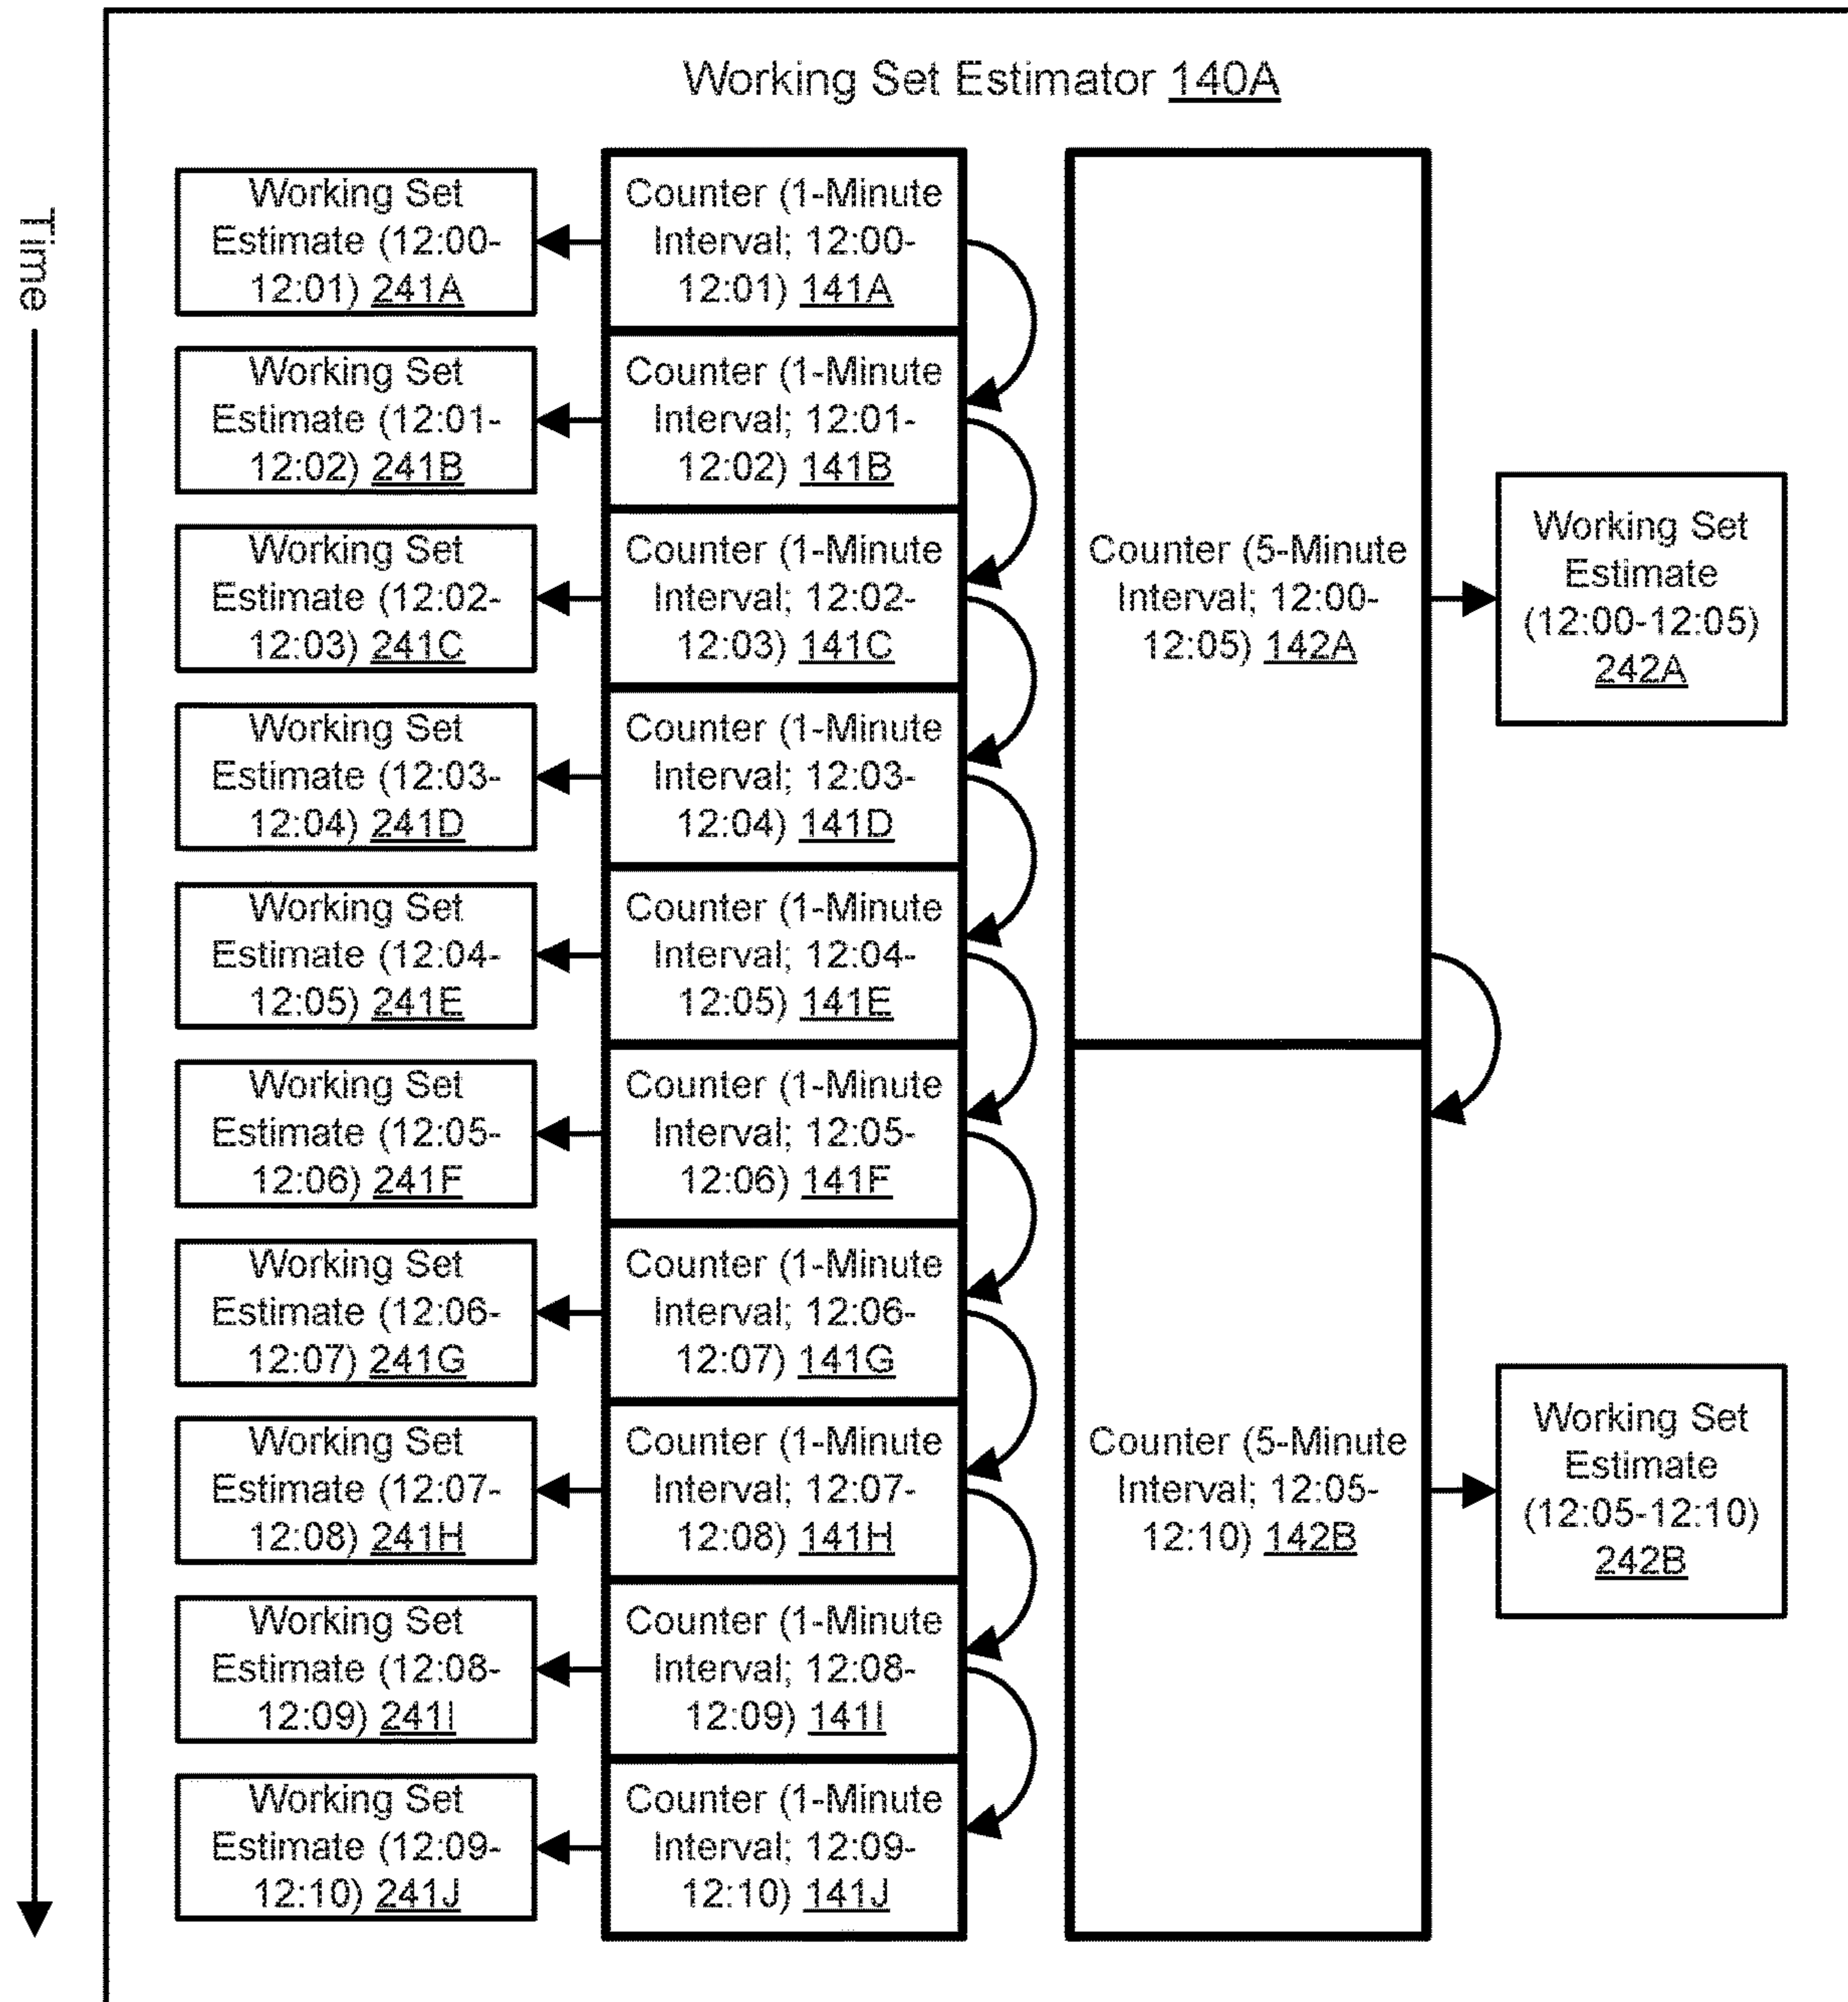 Working Set Estimator 140A
Time
Working Set
Estimate (12:00-
12:01) 241A
Counter (1-Minute
Interval; 12:00-
12:01) 141A
Working Set
Estimate (12:01-
12:02) 241B
Counter (1-Minute
Interval; 12:01-
12:02) 141B
Working Set
Estimate (12:02-
12:03) 241C
Counter (1-Minute
Interval; 12:02-
12:03) 141C
Working Set
Estimate (12:03-
12:04) 241D
Counter (1-Minute
Interval; 12:03-
12:04) 141D
Working Set
Estimate (12:04-
12:05) 241E
Counter (1-Minute
Interval; 12:04-
12:05) 141E
Counter (5-Minute
Interval; 12:00-
12:05) 142A
Working Set
Estimate
(12:00-12:05)
242A
Working Set
Estimate (12:05-
12:06) 241F
Counter (1-Minute
Interval; 12:05-
12:06) 141F
Working Set
Estimate (12:06-
12:07) 241G
Counter (1-Minute
Interval; 12:06-
12:07) 141G
Working Set
Estimate (12:07-
12:08) 241H
Counter (1-Minute
Interval; 12:07-
12:08) 141H
Working Set
Estimate (12:08-
12:09) 241I
Counter (1-Minute
Interval; 12:08-
12:09) 141I
Working Set
Estimate (12:09-
12:10) 241J
Counter (1-Minute
Interval; 12:09-
12:10) 141J
Counter (5-Minute
Interval; 12:05-
12:10) 142B
Working Set
Estimate
(12:05-12:10)
242B